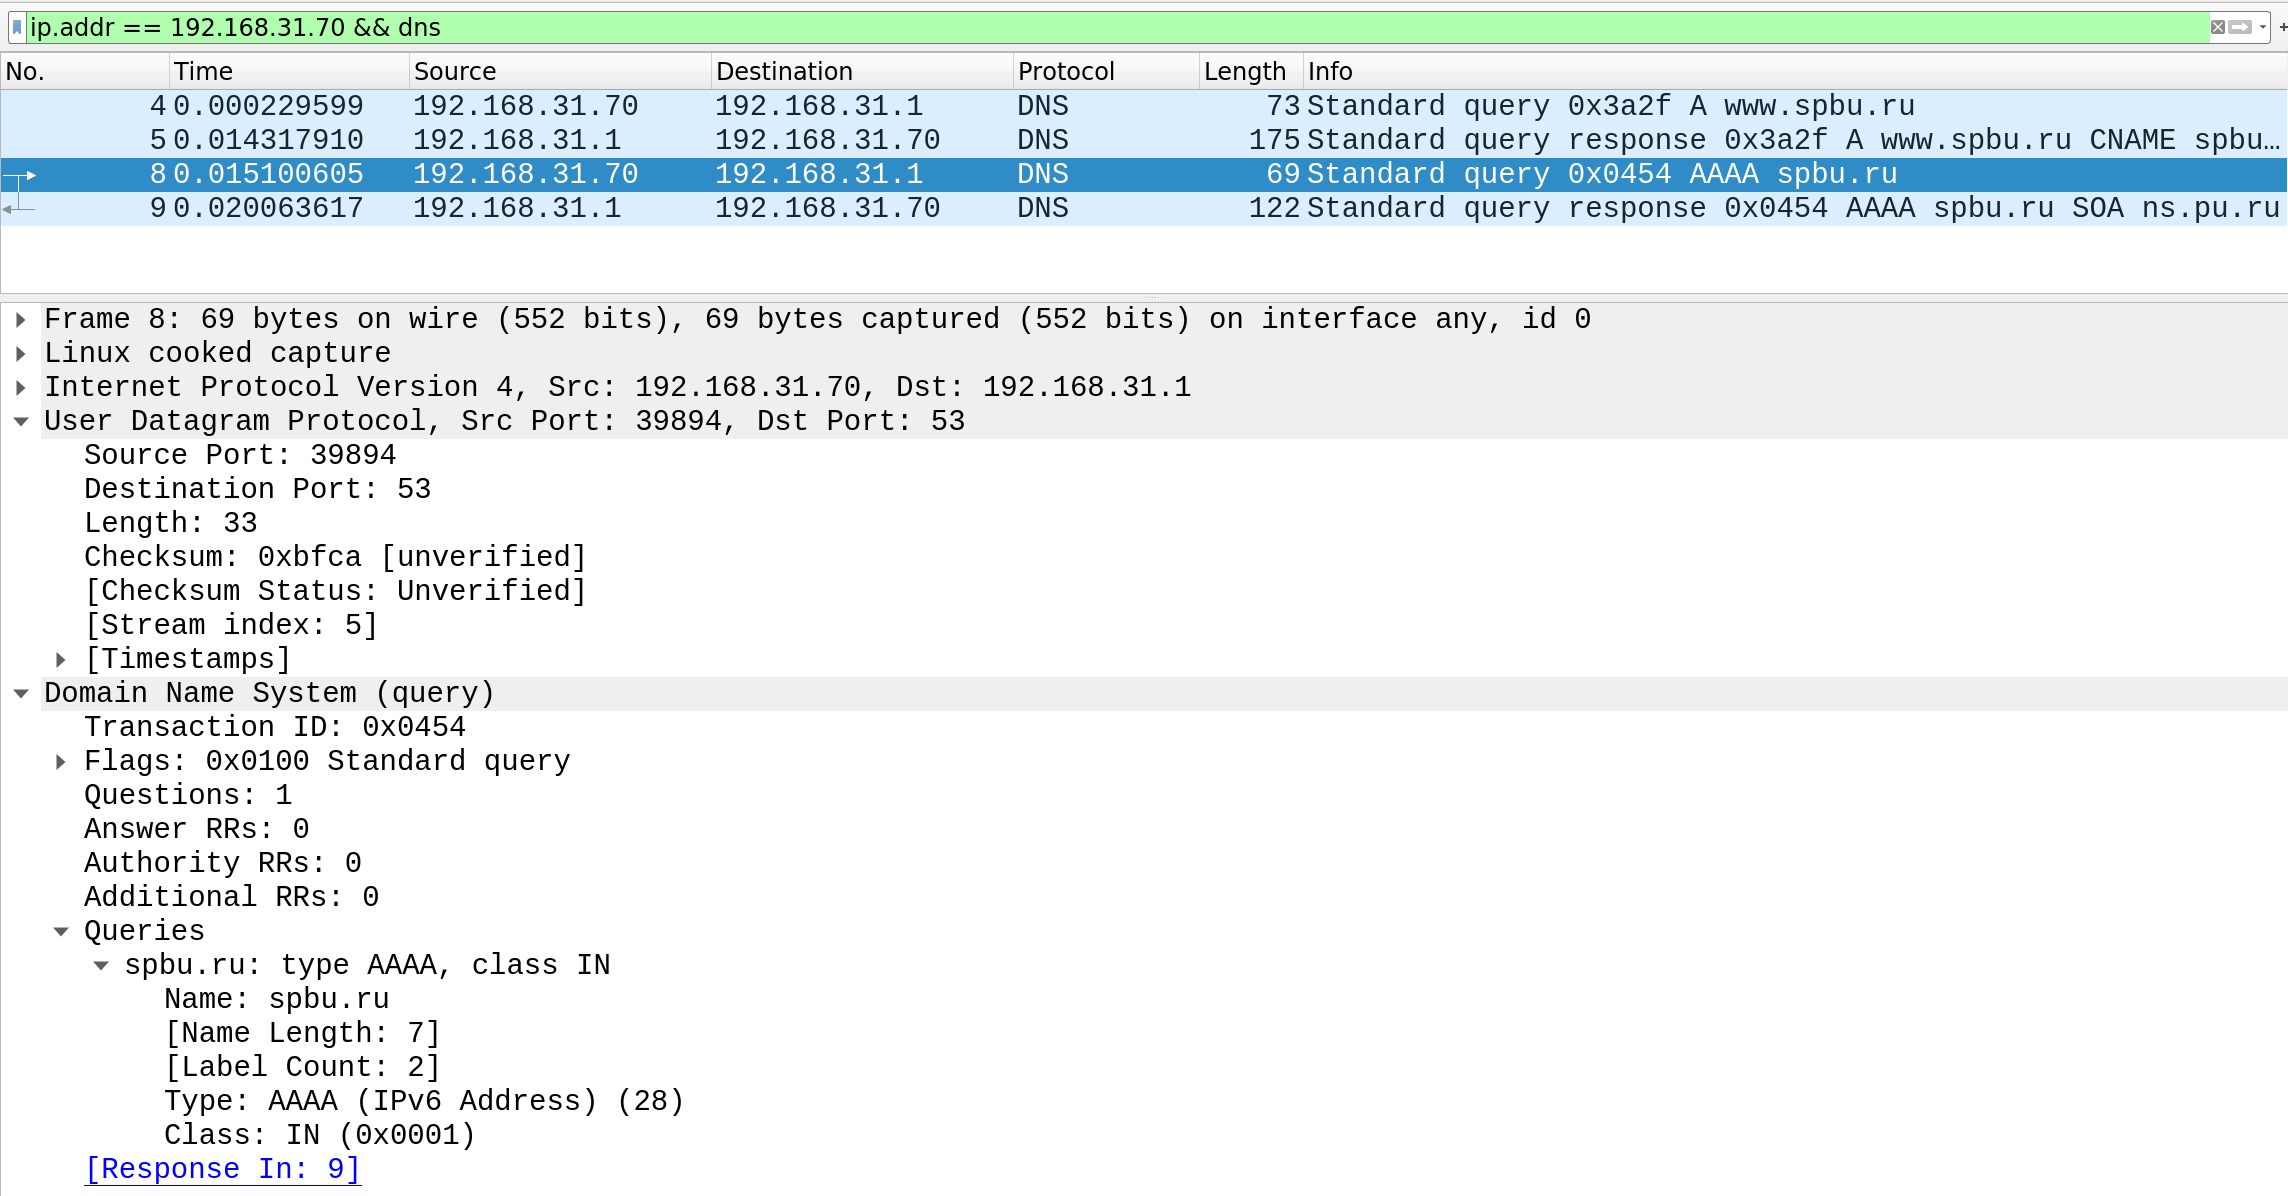 ip.addr == 192.168.31.70 && dns
No. Time Source Destination Protocol Length Info
4 0.000229599 192.168.31.70 192.168.31.1 DNS 73 Standard query 0x3a2f A www.spbu.ru
5 0.014317910 192.168.31.1 192.168.31.70 DNS 175 Standard query response 0x3a2f A www.spbu.ru CNAME spbu…
8 0.015100605 192.168.31.70 192.168.31.1 DNS 69 Standard query 0x0454 AAAA spbu.ru
9 0.020063617 192.168.31.1 192.168.31.70 DNS 122 Standard query response 0x0454 AAAA spbu.ru SOA ns.pu.ru
Frame 8: 69 bytes on wire (552 bits), 69 bytes captured (552 bits) on interface any, id 0
Linux cooked capture
Internet Protocol Version 4, Src: 192.168.31.70, Dst: 192.168.31.1
User Datagram Protocol, Src Port: 39894, Dst Port: 53
Source Port: 39894
Destination Port: 53
Length: 33
Checksum: 0xbfca [unverified]
[Checksum Status: Unverified]
[Stream index: 5]
[Timestamps]
Domain Name System (query)
Transaction ID: 0x0454
Flags: 0x0100 Standard query
Questions: 1
Answer RRs: 0
Authority RRs: 0
Additional RRs: 0
Queries
spbu.ru: type AAAA, class IN
Name: spbu.ru
[Name Length: 7]
[Label Count: 2]
Type: AAAA (IPv6 Address) (28)
Class: IN (0x0001)
[Response In: 9]